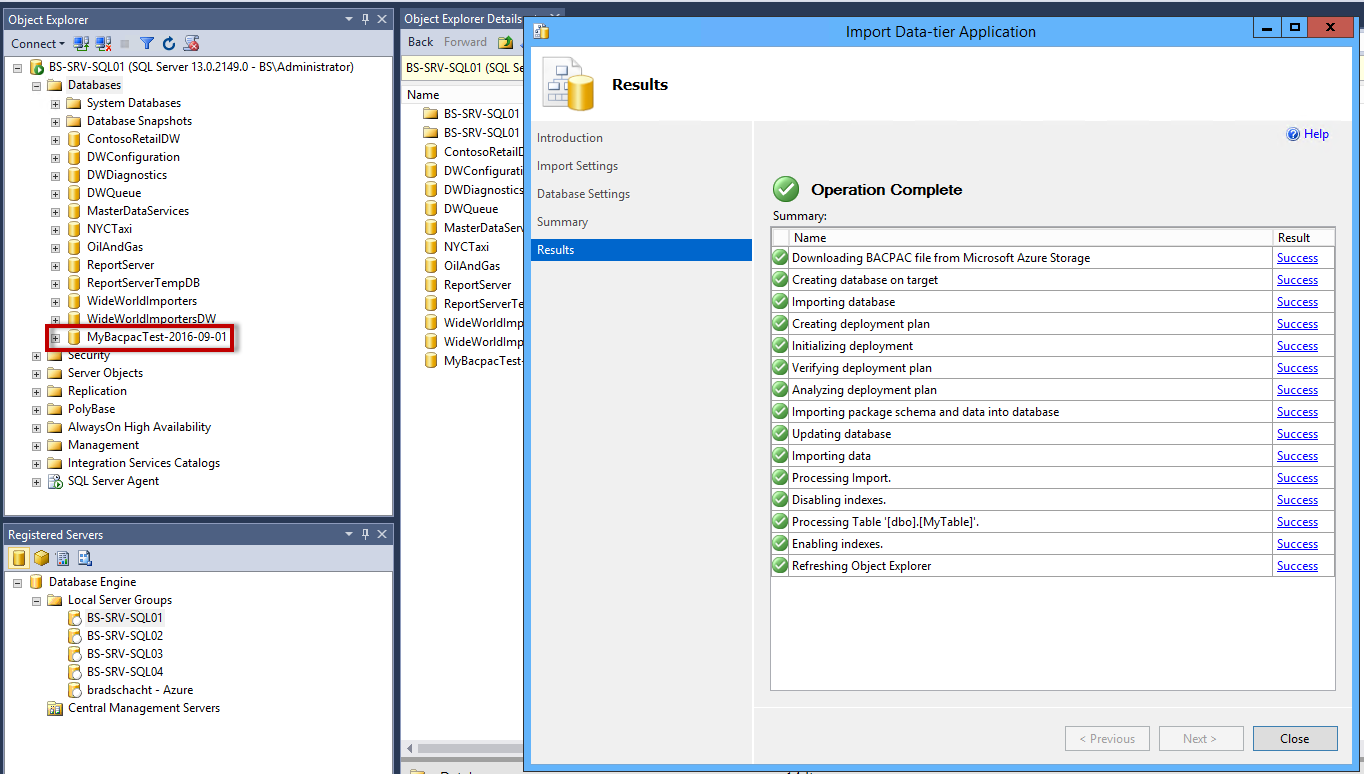 Object Explorer
Connect
BS-SRV-SQL01 (SQL Server 13.0.2149.0 - BS\Administrator)
Databases
System Databases
Database Snapshots
ContosoRetailDW
DWConfiguration
DWDiagnostics
DWQueue
MasterDataServices
NYCTaxi
OilAndGas
ReportServer
ReportServerTempDB
WideWorldImporters
WideWorldImportersDW
MyBacpacTest-2016-09-01
Security
Server Objects
Replication
PolyBase
AlwaysOn High Availability
Management
Integration Services Catalogs
SQL Server Agent
Registered Servers
Database Engine
Local Server Groups
BS-SRV-SQL01
BS-SRV-SQL02
BS-SRV-SQL03
BS-SRV-SQL04
bradschacht - Azure
Central Management Servers
Object Explorer Details
Back Forward
BS-SRV-SQL01 (SQL Se
Name
BS-SRV-SQL01
BS-SRV-SQL01
ContosoRetailD
DWConfigurati
DWDiagnostics
DWQueue
MasterDataServ
NYCTaxi
OilAndGas
ReportServer
ReportServerTe
WideWorldImp
WideWorldImp
MyBacpacTest-
Import Data-tier Application
Results
Introduction
Import Settings
Database Settings
Summary
Results
Help
Operation Complete
Summary:
Name Result
Downloading BACPAC file from Microsoft Azure Storage Success
Creating database on target Success
Importing database Success
Creating deployment plan Success
Initializing deployment Success
Verifying deployment plan Success
Analyzing deployment plan Success
Importing package schema and data into database Success
Updating database Success
Importing data Success
Processing Import. Success
Disabling indexes. Success
Processing Table '[dbo].[MyTable]'. Success
Enabling indexes. Success
Refreshing Object Explorer Success
< Previous Next > Close